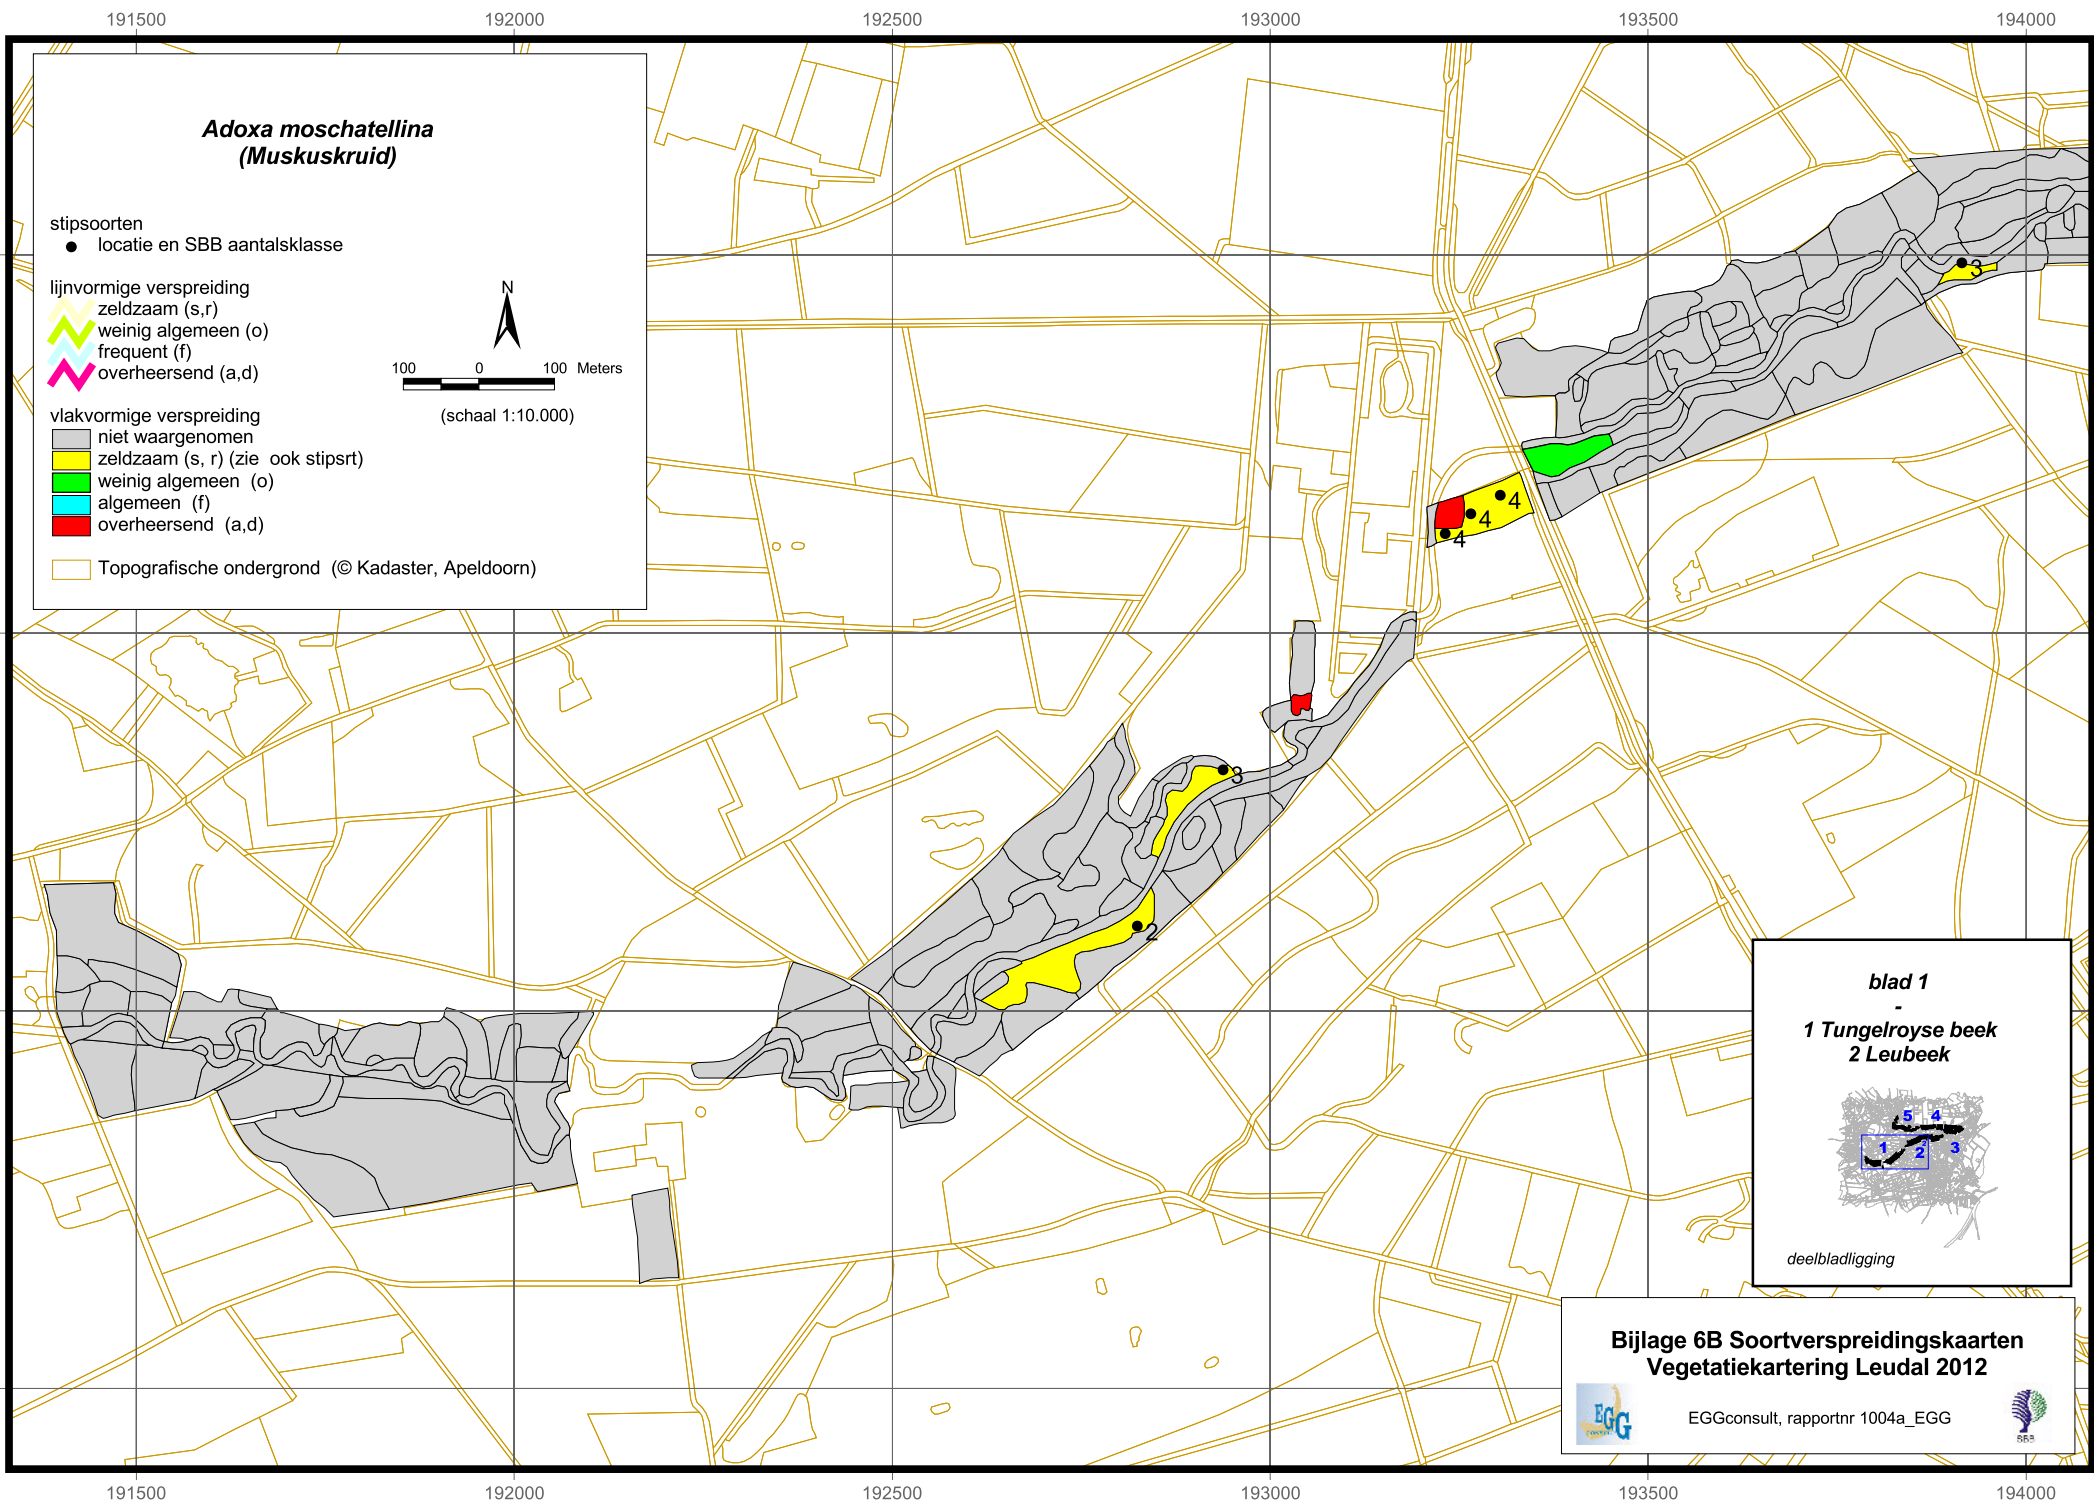 191500 192000 192500 193000 193500 194000
Adoxa moschatellina
(Muskuskruid)
stipsoorten
locatie en SBB aantalsklasse
lijnvormige verspreiding
zeldzaam (s,r)
weinig algemeen (o)
frequent (f)
overheersend (a,d)
N
100 0 100 Meters
(schaal 1:10.000)
vlakvormige verspreiding
niet waargenomen
zeldzaam (s, r) (zie ook stipsrt)
weinig algemeen (o)
algemeen (f)
overheersend (a,d)
Topografische ondergrond (© Kadaster, Apeldoorn)
3
4
4
4
3
2
blad 1
-
1 Tungelroyse beek
2 Leubeek
5 4
1 2 2 3
deelbladligging
Bijlage 6B Soortverspreidingskaarten
Vegetatiekartering Leudal 2012
EGG
CONSULT
EGGconsult, rapportnr 1004a_EGG
SBB
191500 192000 192500 193000 193500 194000